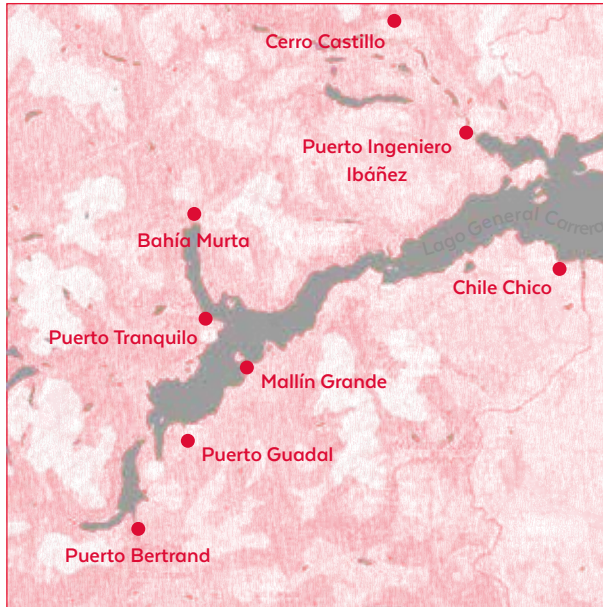 Cerro Castillo
Puerto Ingeniero
Ibáñez
Bahía Murta
Lago General Carrera
Chile Chico
Puerto Tranquilo
Mallín Grande
Puerto Guadal
Puerto Bertrand